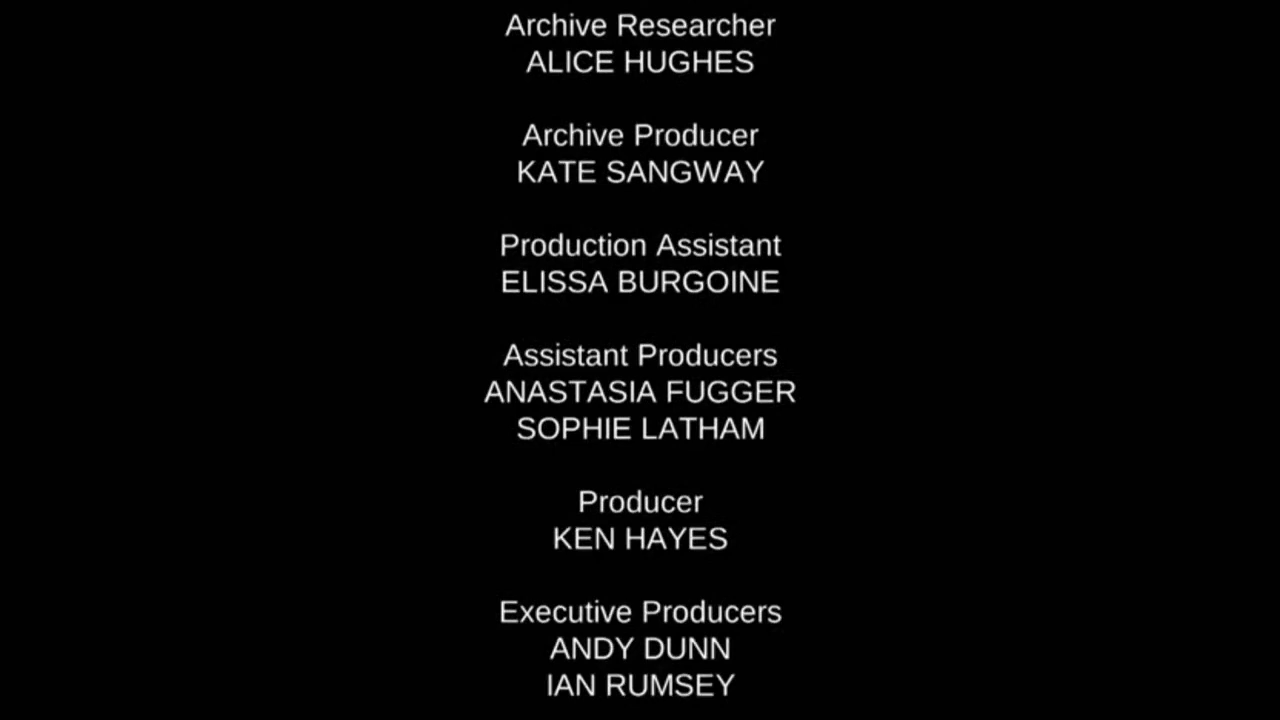 Archive Researcher
ALICE HUGHES
Archive Producer
KATE SANGWAY
Production Assistant
ELISSA BURGOINE
Assistant Producers
ANASTASIA FUGGER
SOPHIE LATHAM
Producer
KEN HAYES
Executive Producers
ANDY DUNN
IAN RUMSEY